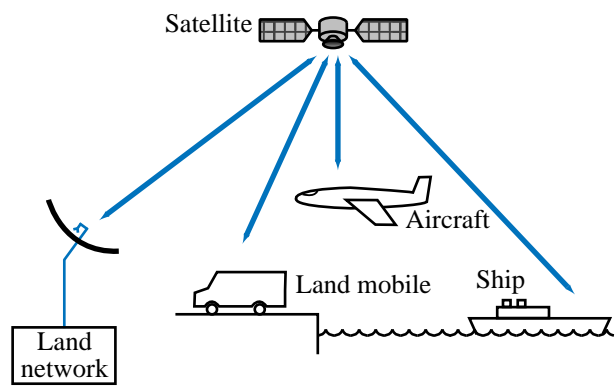 Satellite
Aircraft
Land mobile
Ship
Land
network